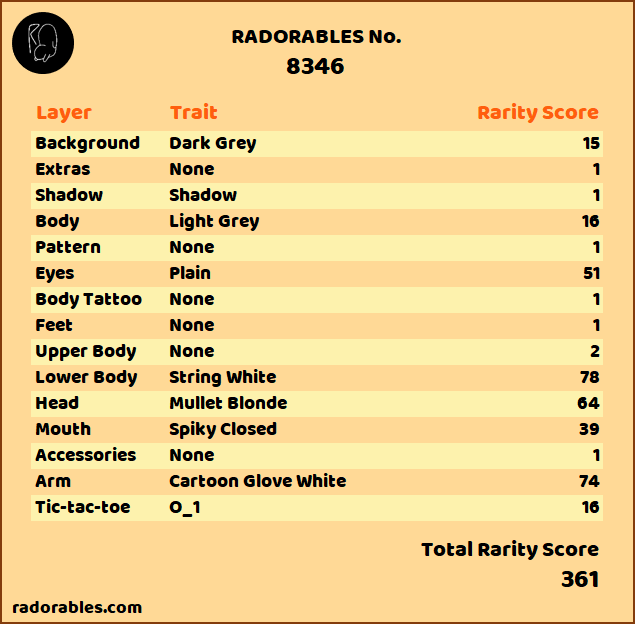 RADORABLES No.
8346
Layer Trait Rarity Score
Background Dark Grey 15
Extras None 1
Shadow Shadow 1
Body Light Grey 16
Pattern None 1
Eyes Plain 51
Body Tattoo None 1
Feet None 1
Upper Body None 2
Lower Body String White 78
Head Mullet Blonde 64
Mouth Spiky Closed 39
Accessories None 1
Arm Cartoon Glove White 74
Tic-tac-toe O_1 16
Total Rarity Score
361
radorables.com